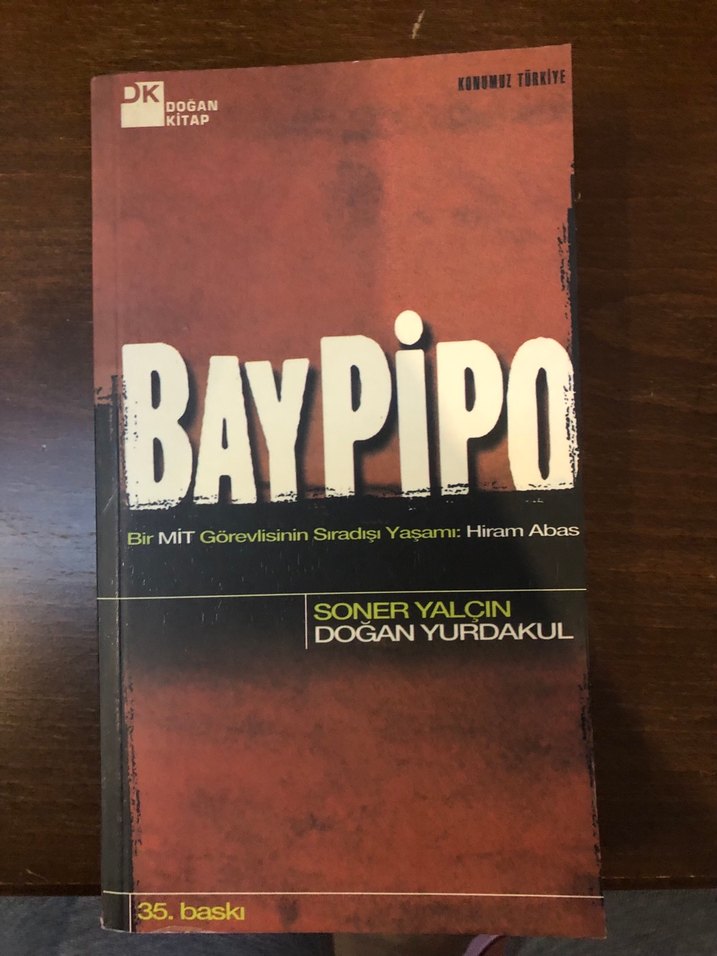 DK
DOĞAN
KİTAP
KONUMUZ TÜRKİYE
BAYPİPO
Bir MİT Görevlisinin Sıradışı Yaşamı: Hiram Abas
SONER YALÇIN
DOĞAN YURDAKUL
35. baskı